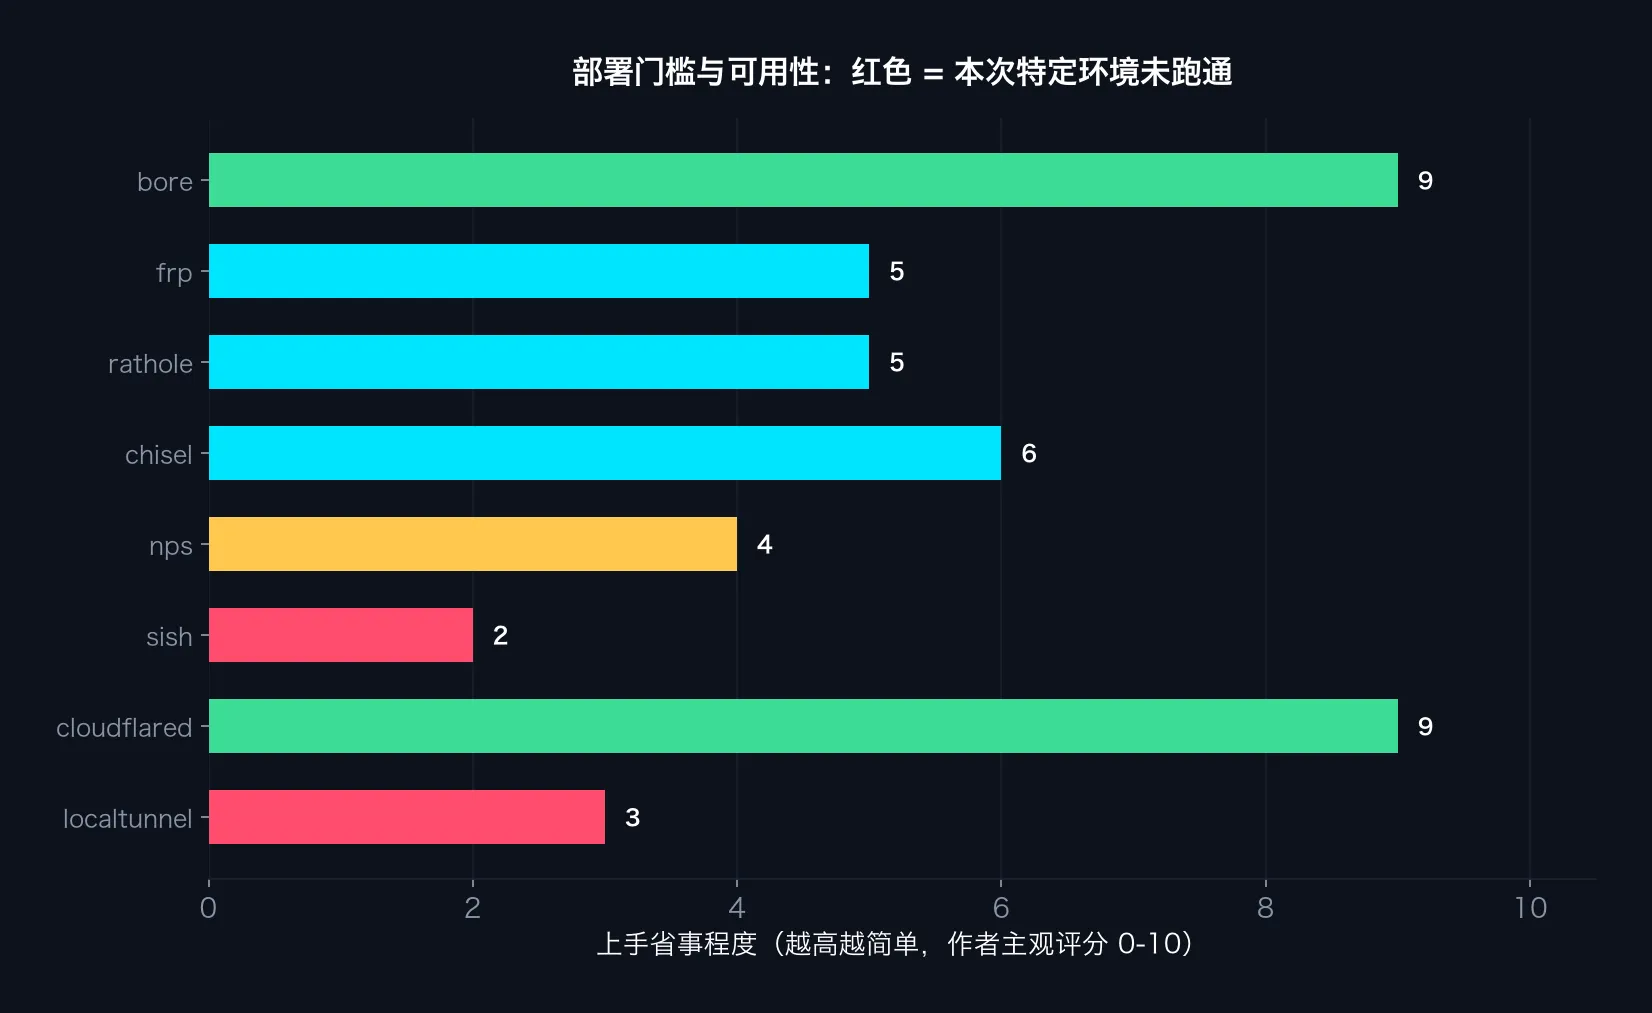 部署门槛与可用性：红色 = 本次特定环境未跑通
bore 9
frp 5
rathole 5
chisel 6
nps 4
sish 2
cloudflared 9
localtunnel 3
0 2 4 6 8 10
上手省事程度（越高越简单，作者主观评分 0-10）